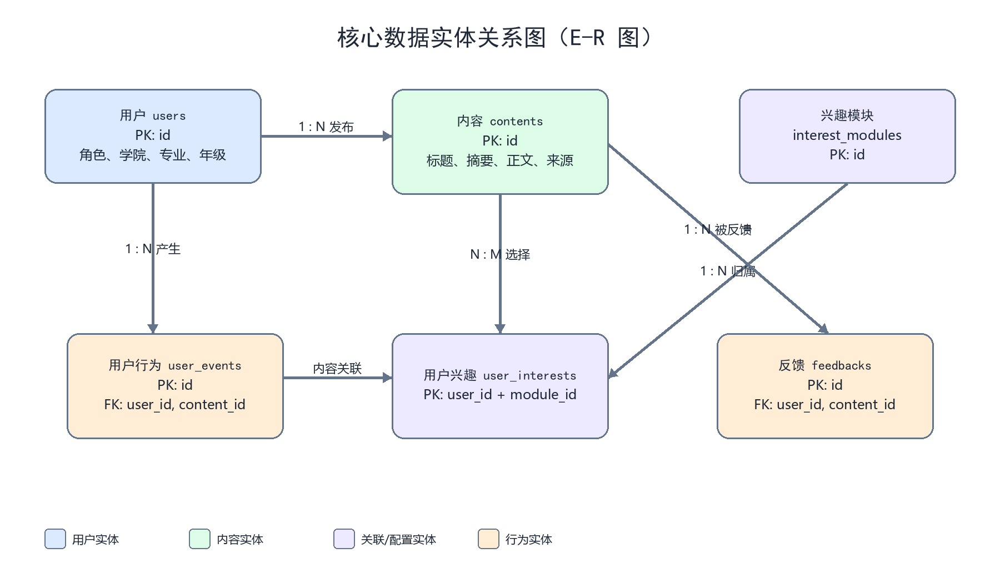 核心数据实体关系图（E-R 图）
用户 users
PK: id
角色、学院、专业、年级
1 : N 发布
内容 contents
PK: id
标题、摘要、正文、来源
兴趣模块
interest_modules
PK: id
1 : N 产生
N : M 选择
1 : N 被反馈
1 : N 归属
用户行为 user_events
PK: id
FK: user_id, content_id
内容关联
用户兴趣 user_interests
PK: user_id + module_id
反馈 feedbacks
PK: id
FK: user_id, content_id
用户实体
内容实体
关联/配置实体
行为实体